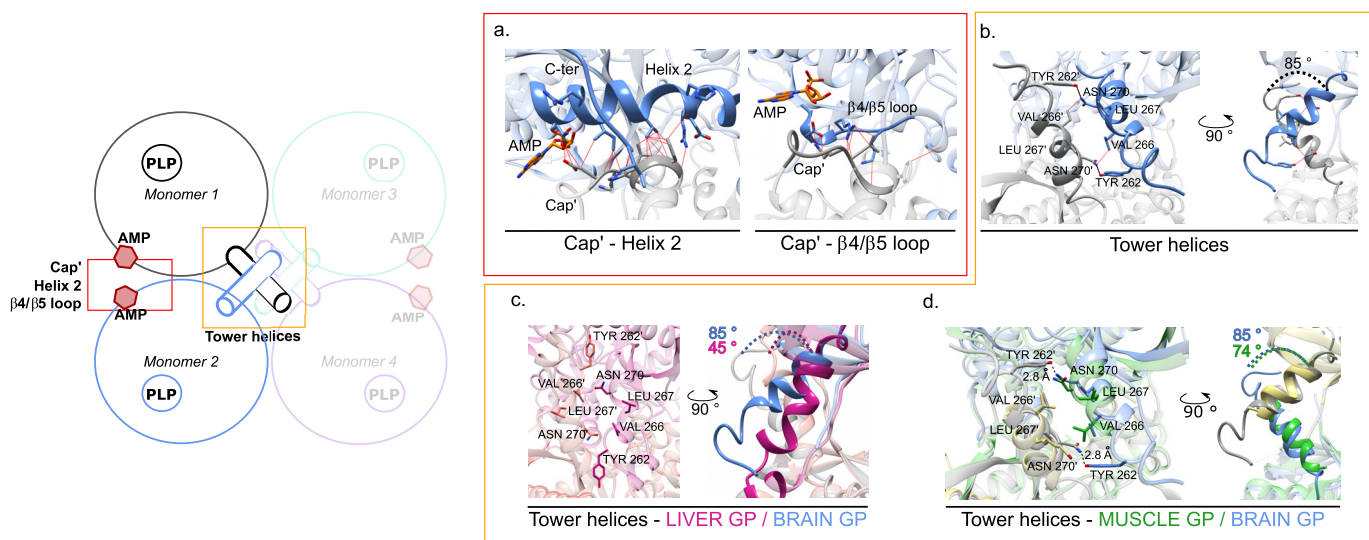 PLP
Monomer 1
PLP
Monomer 3
AMP
AMP
Cap'
Helix 2
β4/β5 loop
AMP
AMP
Tower helices
Monomer 2
PLP
Monomer 4
PLP
a.
C-ter
Helix 2
AMP
Cap'
Cap' - Helix 2
AMP
β4/β5 loop
Cap'
Cap' - β4/β5 loop
b.
TYR 262'
ASN 270
LEU 267
VAL 266'
VAL 266
LEU 267'
ASN 270'
TYR 262
90 °
85 °
Tower helices
c.
TYR 262'
ASN 270
VAL 266'
LEU 267
LEU 267'
VAL 266
ASN 270'
TYR 262
90 °
85 °
45 °
Tower helices - LIVER GP / BRAIN GP
d.
TYR 262'
ASN 270
2.8 Å
LEU 267
VAL 266'
VAL 266
LEU 267'
2.8 Å
ASN 270'
TYR 262
90 °
85 °
74 °
Tower helices - MUSCLE GP / BRAIN GP